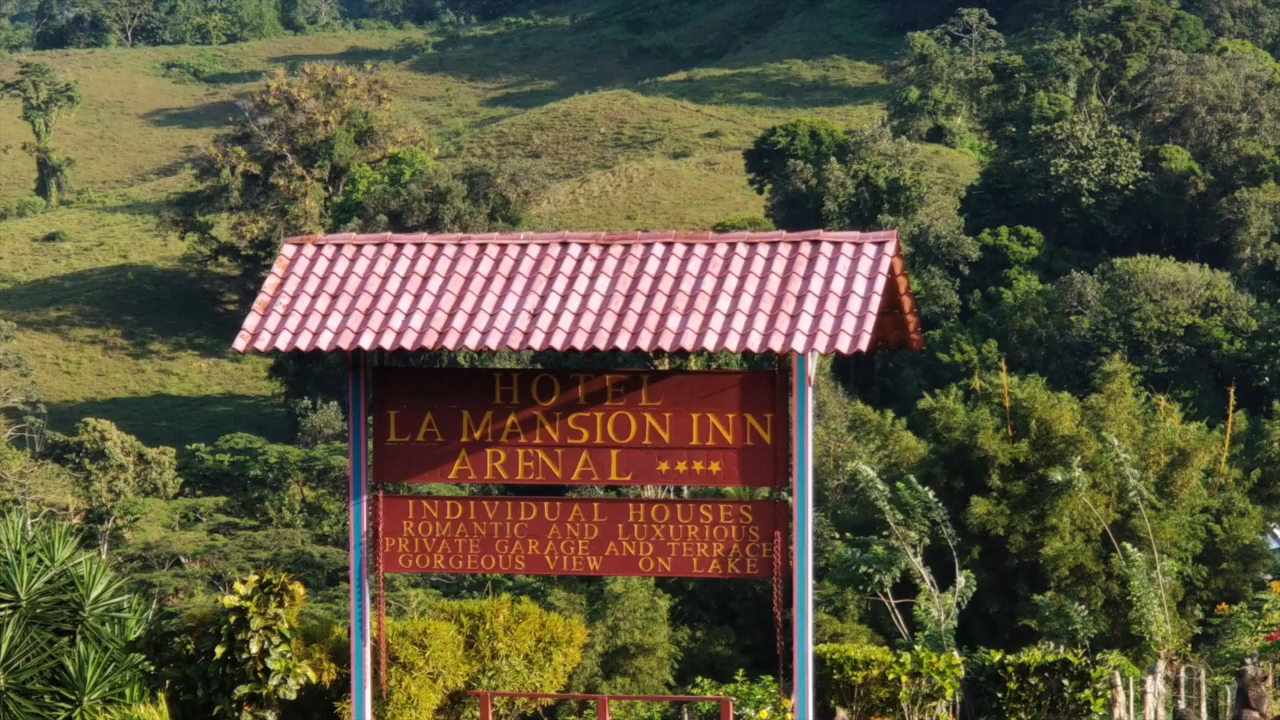 HOTEL
LA MANSION INN
ARENAL ★★★★
INDIVIDUAL HOUSES
ROMANTIC AND LUXURIOUS
PRIVATE GARAGE AND TERRACE
GORGEOUS VIEW ON LAKE